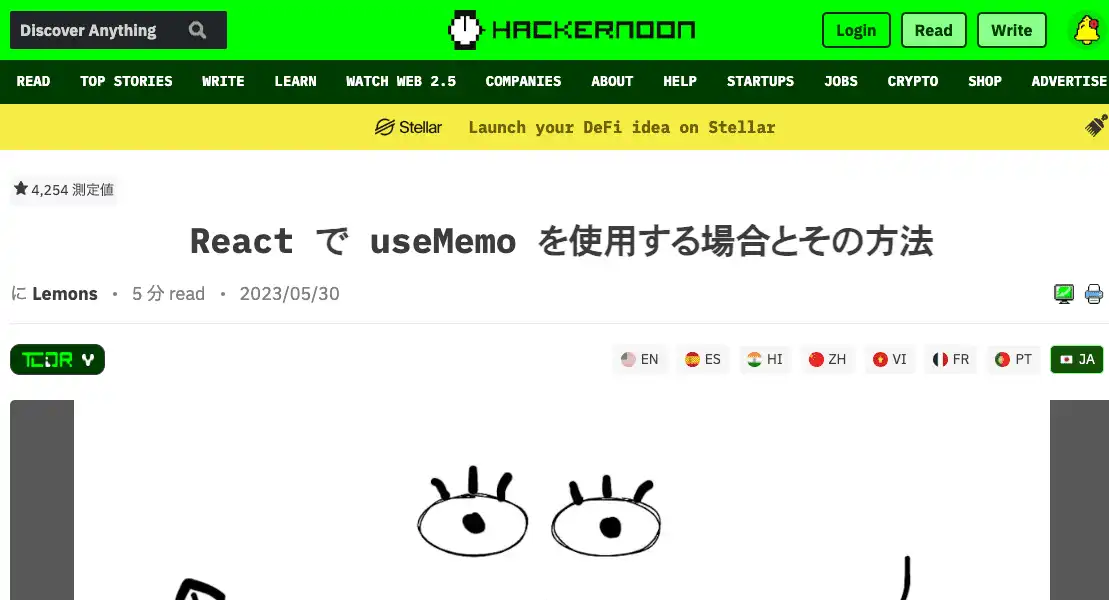 Discover Anything
HACKERNOON
Login
Read
Write
READ TOP STORIES WRITE LEARN WATCH WEB 2.5 COMPANIES ABOUT HELP STARTUPS JOBS CRYPTO SHOP ADVERTISE
Stellar Launch your DeFi idea on Stellar
4,254 測定値
React で useMemo を使用する場合とその方法
に Lemons • 5 分 read • 2023/05/30
TLDR
EN ES HI ZH VI FR PT JA